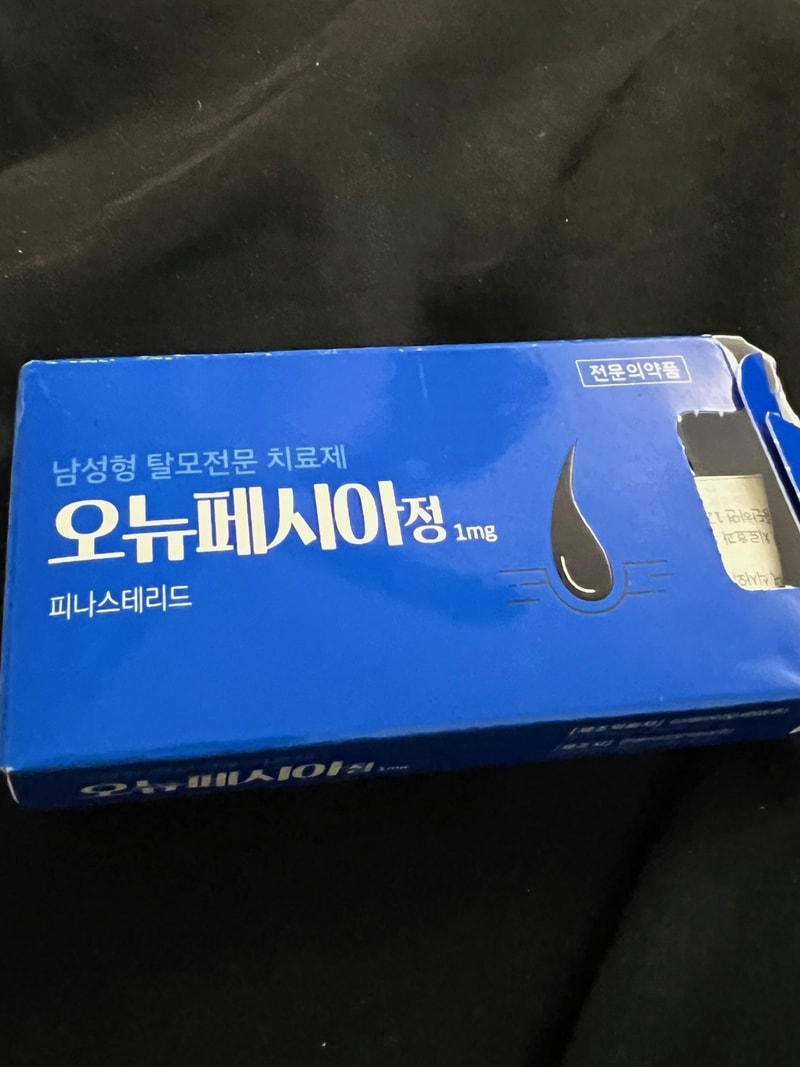 전문의약품
남성형 탈모전문 치료제
오뉴페시아정 1mg
피나스테리드
오뉴페시아정 1mg